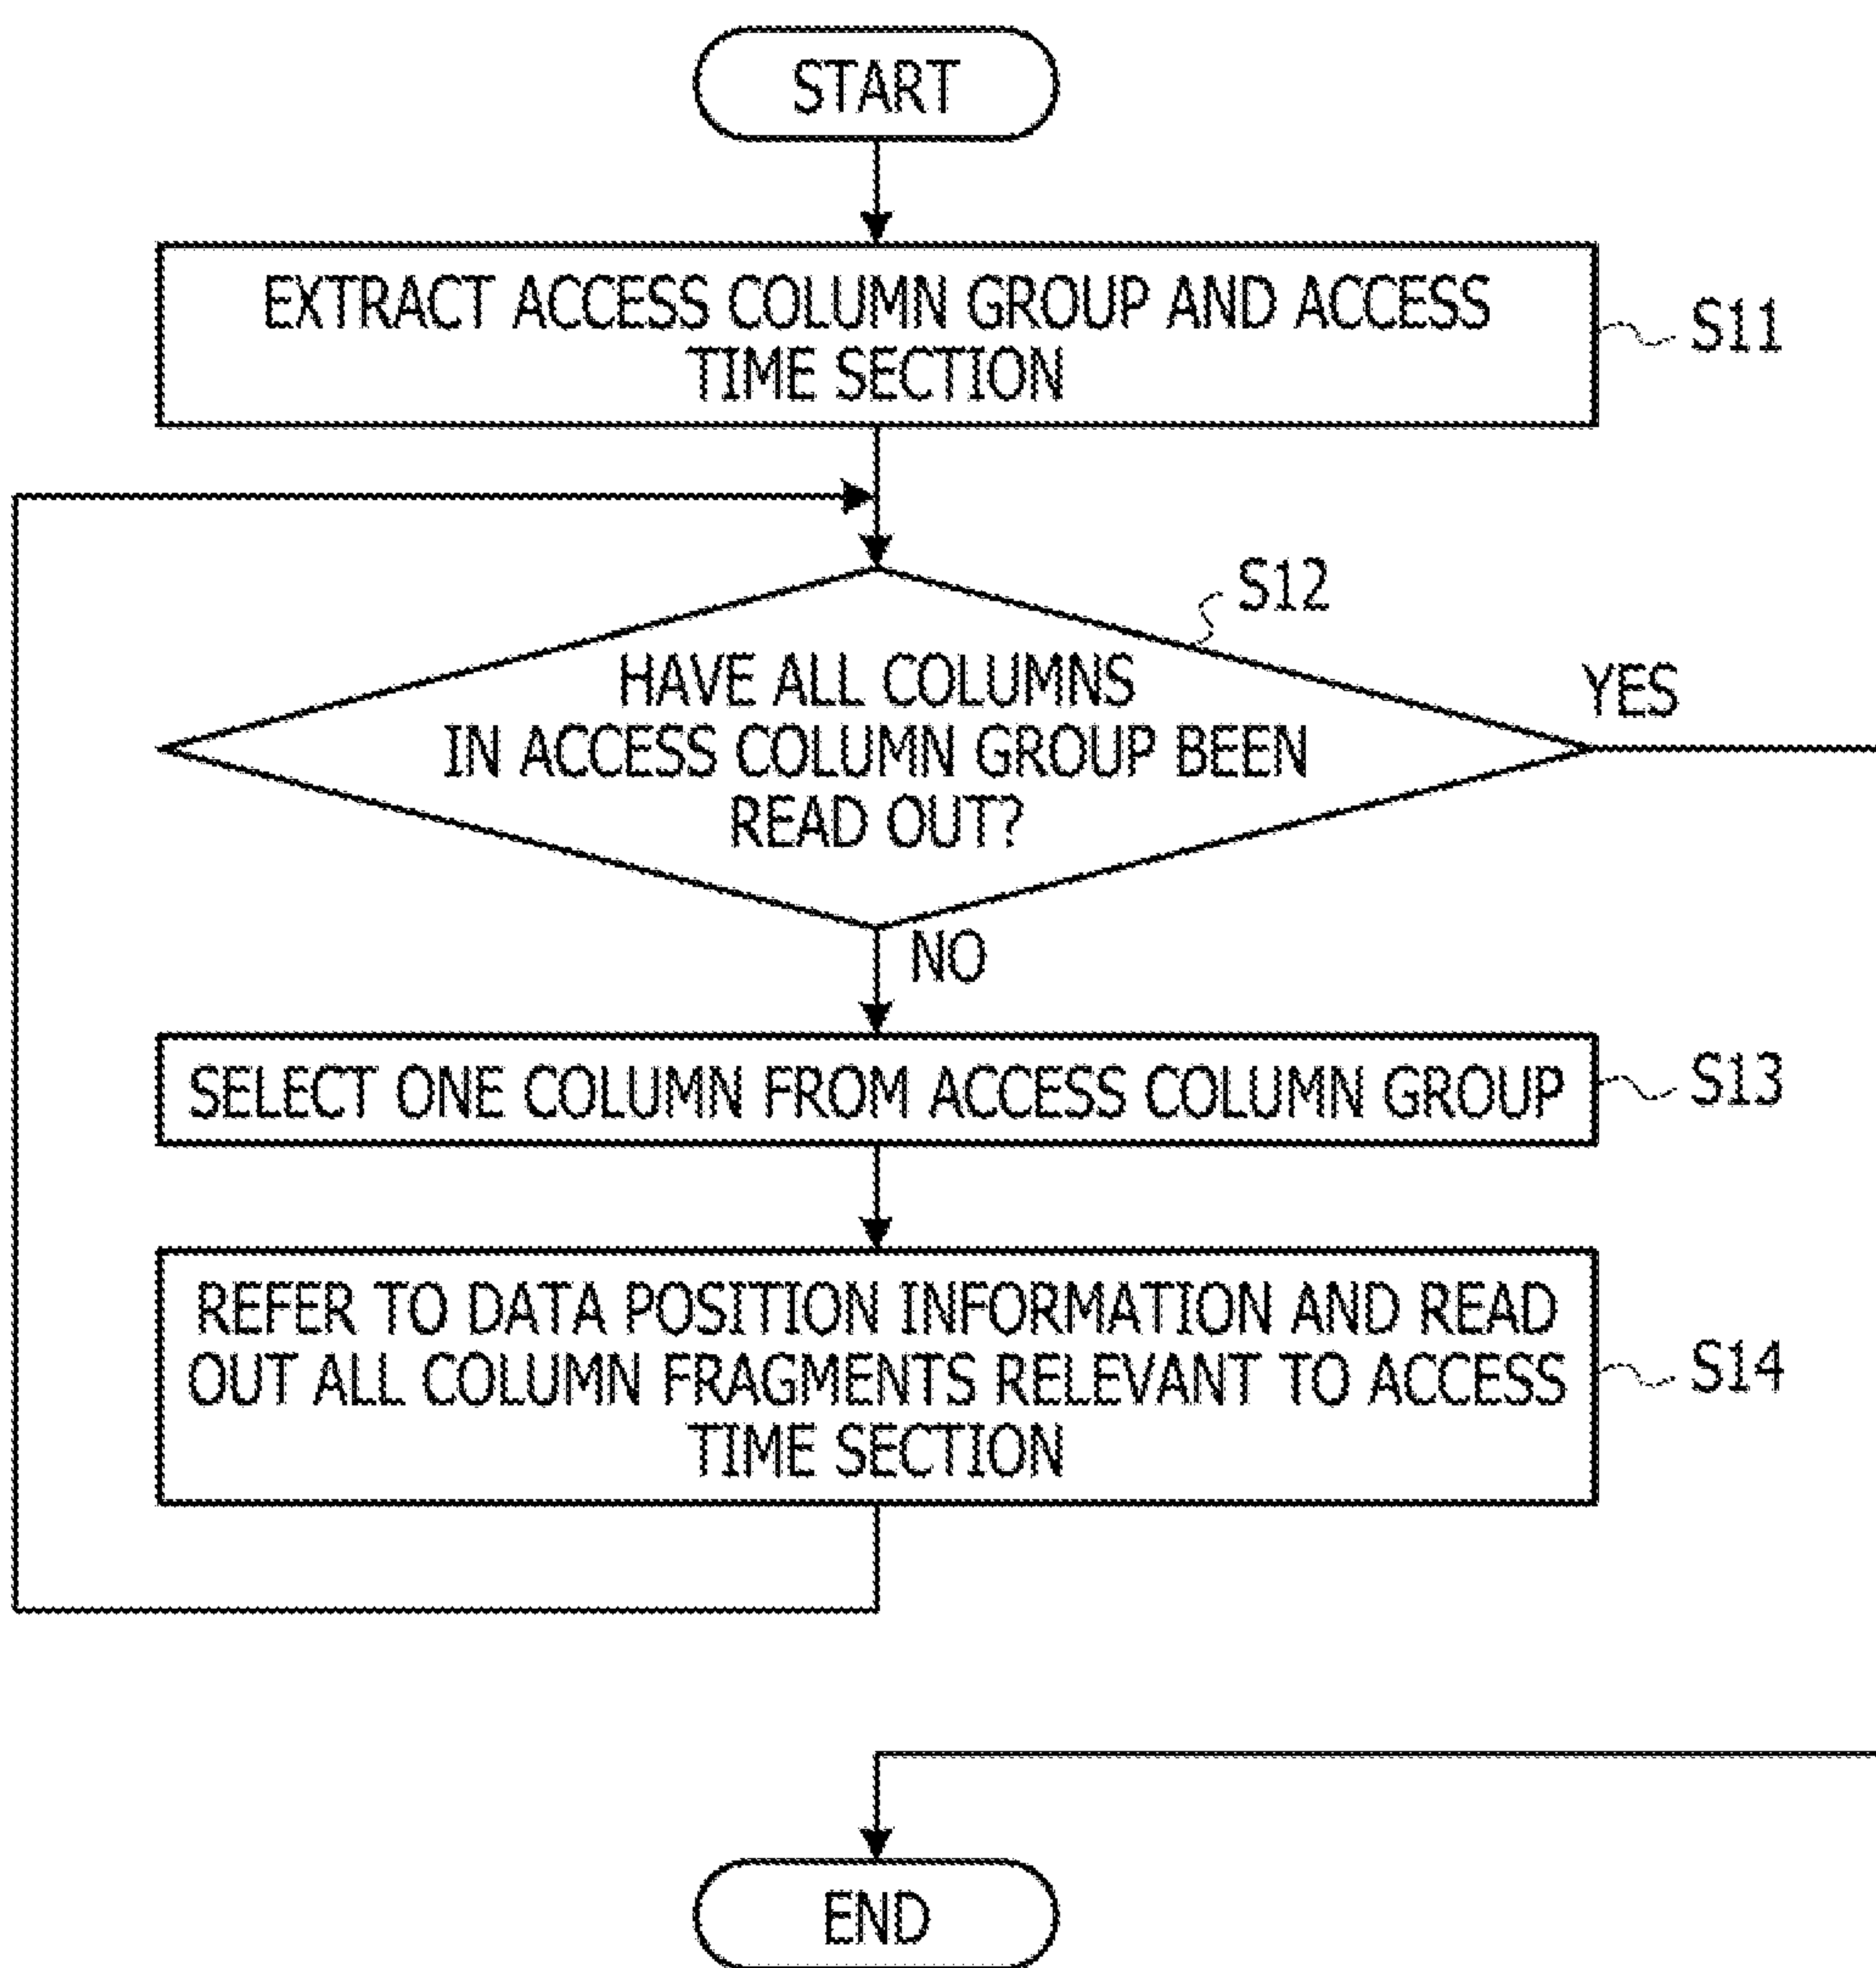 START
EXTRACT ACCESS COLUMN GROUP AND ACCESS
TIME SECTION
S11
S12
HAVE ALL COLUMNS
IN ACCESS COLUMN GROUP BEEN
READ OUT?
YES
NO
SELECT ONE COLUMN FROM ACCESS COLUMN GROUP
S13
REFER TO DATA POSITION INFORMATION AND READ
OUT ALL COLUMN FRAGMENTS RELEVANT TO ACCESS
TIME SECTION
S14
END